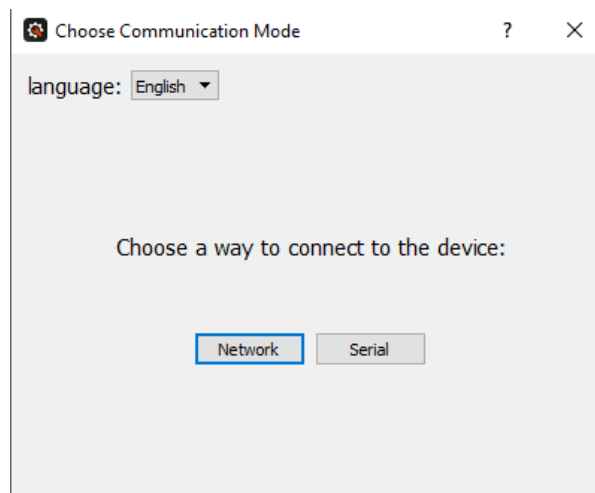 Choose Communication Mode ?
language: English
Choose a way to connect to the device:
Network Serial